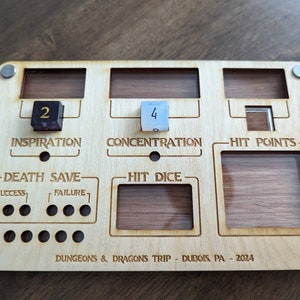 2
4
INSPIRATION
CONCENTRATION
HIT POINTS
DEATH SAVE
HIT DICE
SUCCESS
FAILURE
DUNGEONS & DRAGONS TRIP - DUBOIS, PA - 2024